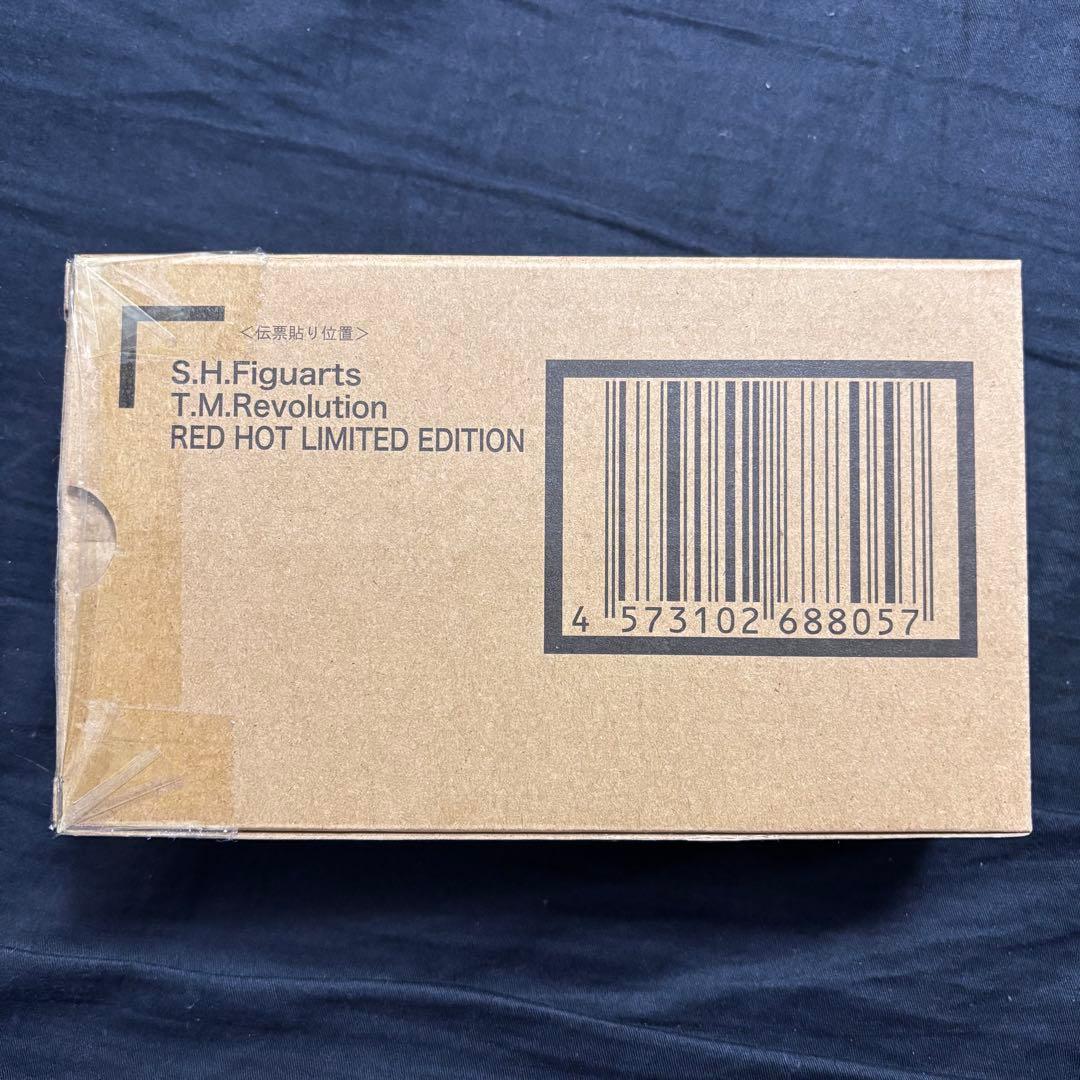 <伝票貼り位置>
S.H.Figuarts
T.M.Revolution
RED HOT LIMITED EDITION
4 573102 688057